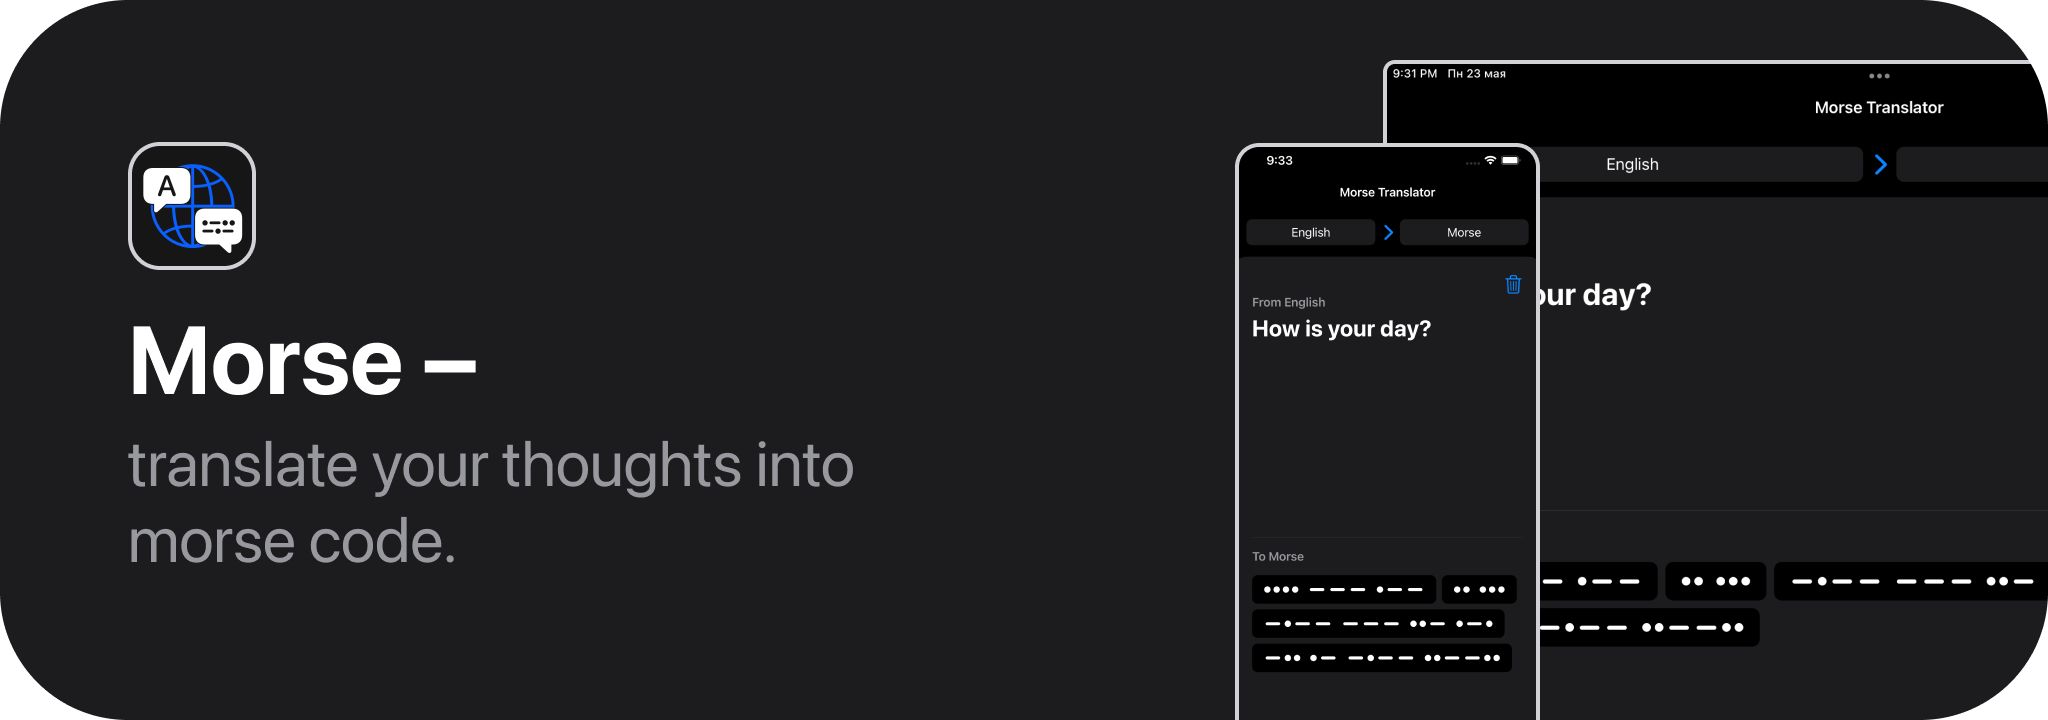 A
Morse –
translate your thoughts into
morse code.
9:33
Morse Translator
English
Morse
From English
How is your day?
To Morse
•••• — — — •— —
•• •••
—•— — — — — ••— •—•
—•• •— —•— — ••— —••
9:31 PM Пн 23 мая
Morse Translator
English
our day?
— •— —
•• •••
—•— — — — — ••—
—•— — ••— —••